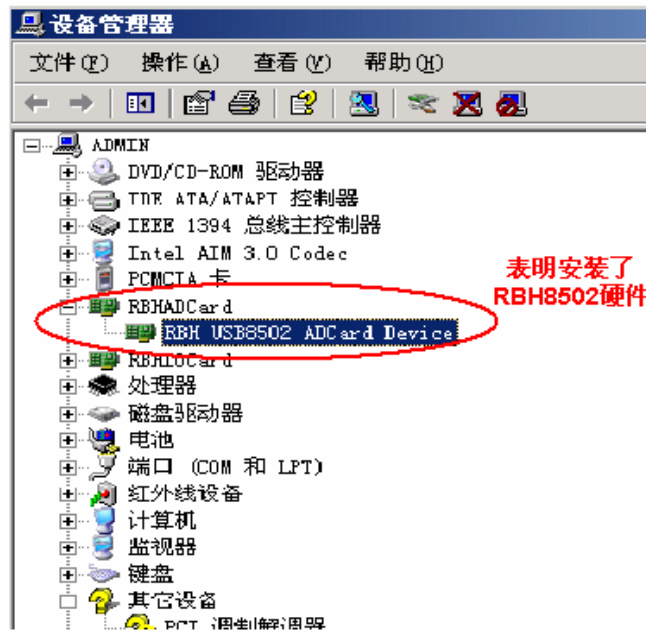 设备管理器
文件(F) 操作(A) 查看(V) 帮助(H)
ADMIN
DVD/CD-ROM 驱动器
IDE ATA/ATAPI 控制器
IEEE 1394 总线主控制器
Intel AIM 3.0 Codec
PCMCIA 卡
表明安装了
RBH8502硬件
RBHADCard
RBH USB8502 ADCard Device
RBHIOCard
处理器
磁盘驱动器
电池
端口 (COM 和 LPT)
红外线设备
计算机
监视器
键盘
其它设备
PCI 调制解调器